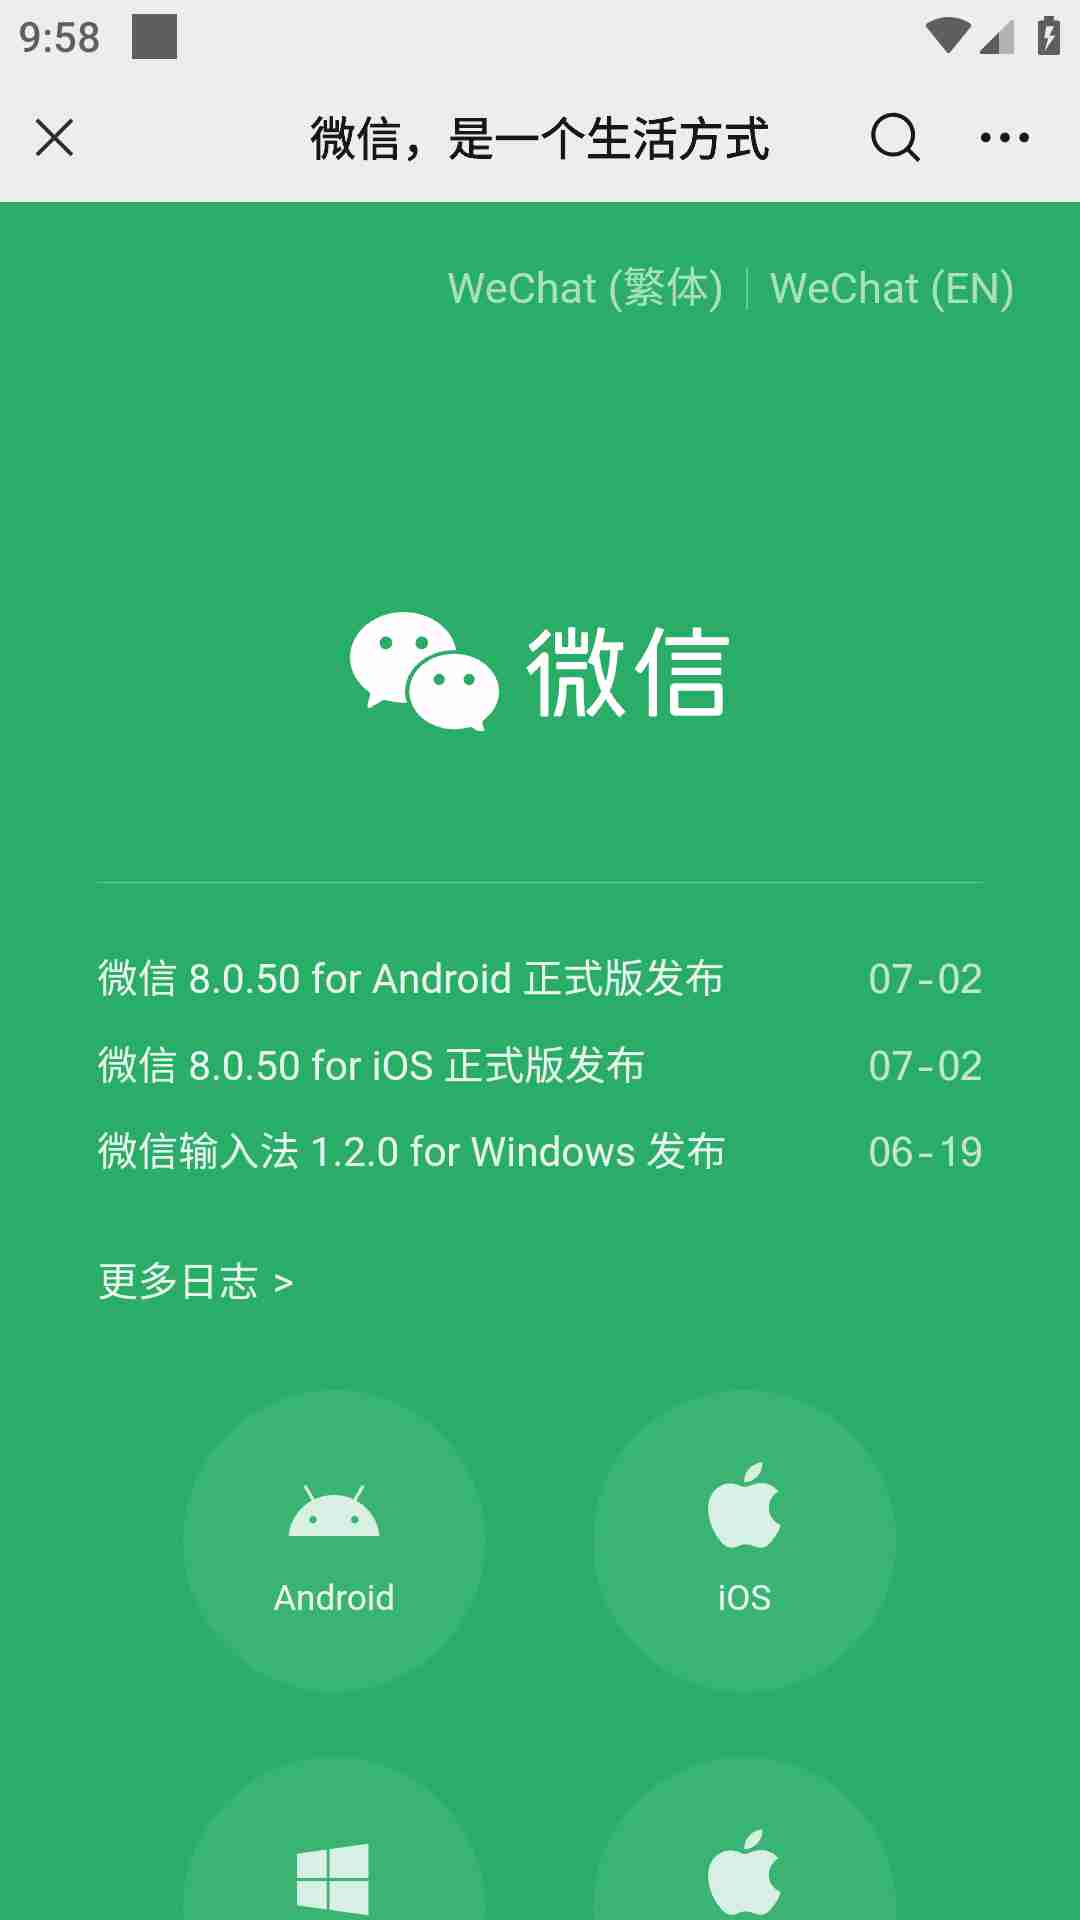 9:58
微信，是一个生活方式
WeChat (繁体) WeChat (EN)
微信
微信 8.0.50 for Android 正式版发布 07-02
微信 8.0.50 for iOS 正式版发布 07-02
微信输入法 1.2.0 for Windows 发布 06-19
更多日志 >
Android iOS